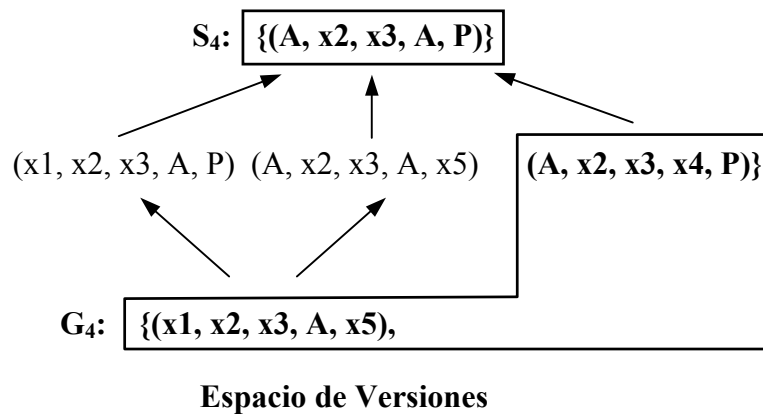 S₄: {(A, x2, x3, A, P)}
(x1, x2, x3, A, P) (A, x2, x3, A, x5) (A, x2, x3, x4, P)}
G₄: {(x1, x2, x3, A, x5),
Espacio de Versiones